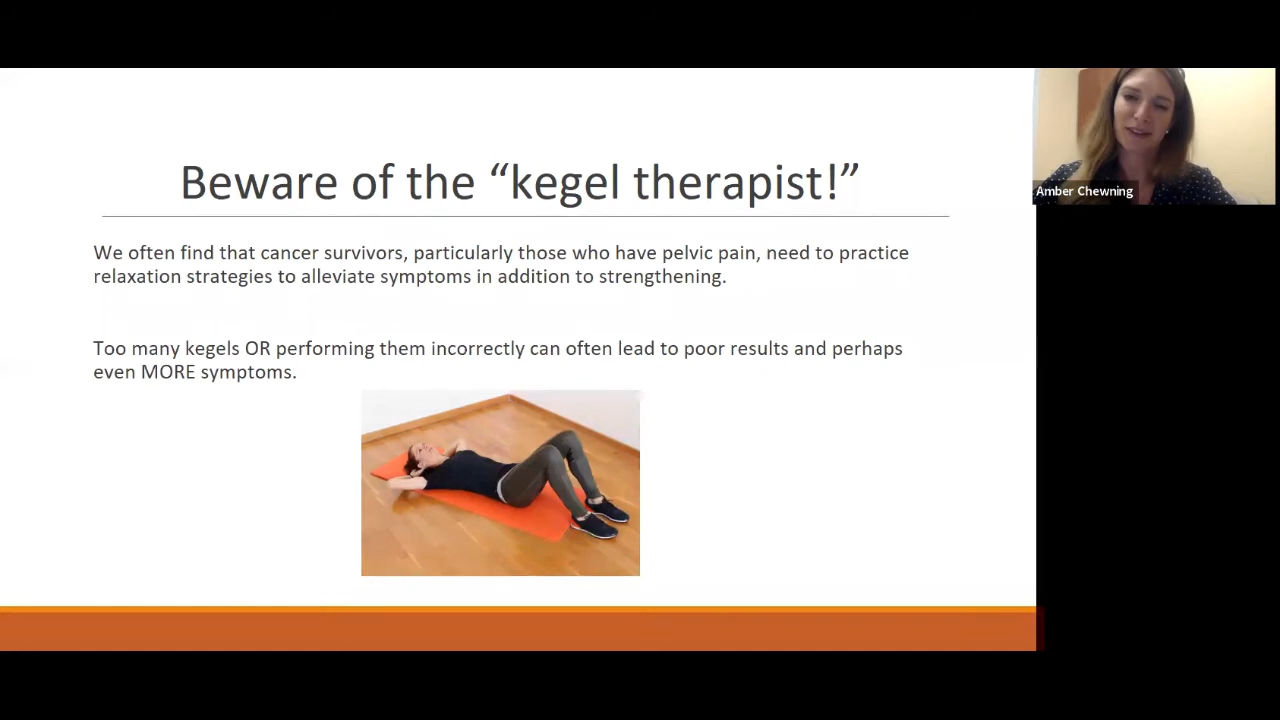 Beware of the “kegel therapist!”
We often find that cancer survivors, particularly those who have pelvic pain, need to practice
relaxation strategies to alleviate symptoms in addition to strengthening.
Too many kegels OR performing them incorrectly can often lead to poor results and perhaps
even MORE symptoms.
Amber Chewning